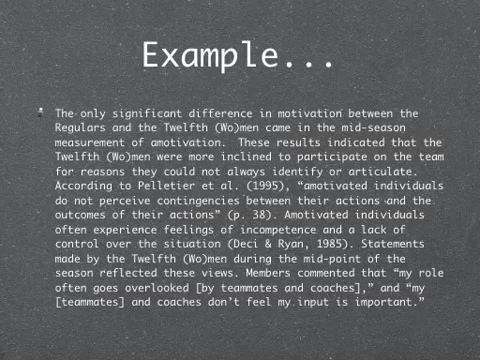 Example...
The only significant difference in motivation between the
Regulars and the Twelfth (Wo)men came in the mid-season
measurement of amotivation.  These results indicated that the
Twelfth (Wo)men were more inclined to participate on the team
for reasons they could not always identify or articulate.
According to Pelletier et al. (1995), “amotivated individuals
do not perceive contingencies between their actions and the
outcomes of their actions” (p. 38). Amotivated individuals
often experience feelings of incompetence and a lack of
control over the situation (Deci & Ryan, 1985). Statements
made by the Twelfth (Wo)men during the mid-point of the
season reflected these views. Members commented that “my role
often goes overlooked [by teammates and coaches],” and “my
[teammates] and coaches don’t feel my input is important.”